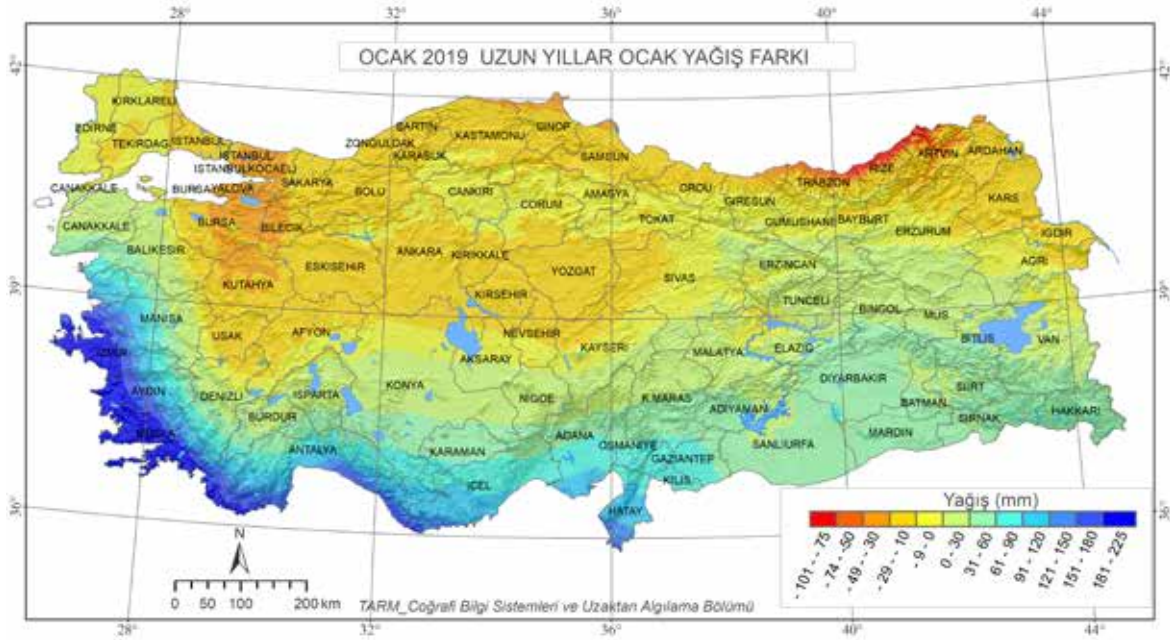 28° 32° 36° 40° 44°
OCAK 2019 UZUN YILLAR OCAK YAĞIŞ FARKI
42° 42°
KIRKLARELI
EDIRNE
TEKIRDAG
ISTANBUL
ISTANBUL
ISTANBUL
KOCAELI
ZONGULDAK
BARTIN
KARABUK
KASTAMONU
SINOP
SAMSUN
ORDU
GIRESUN
TRABZON
RIZE
ARTVIN
ARDAHAN
KARS
CANAKKALE
CANAKKALE
BURSA
YALOVA
SAKARYA
BOLU
CANKIRI
CORUM
AMASYA
TOKAT
GUMUSHANE
BAYBURT
ERZURUM
IGDIR
AGRI
BURSA
BILECIK
BALIKESIR
ESKISEHIR
ANKARA
KIRIKKALE
YOZGAT
SIVAS
ERZINCAN
TUNCELI
BINGOL
MUS
39° 39°
KUTAHYA
KIRSEHIR
MANISA
USAK
AFYON
NEVSEHIR
AKSARAY
KAYSERI
MALATYA
ELAZIG
BITLIS
VAN
IZMIR
AYDIN
DENIZLI
ISPARTA
BURDUR
KONYA
NIGDE
K.MARAS
ADIYAMAN
DIYARBAKIR
BATMAN
SIIRT
SIRNAK
HAKKARI
MUGLA
ANTALYA
KARAMAN
ADANA
OSMANIYE
GAZIANTEP
SANLIURFA
MARDIN
ICEL
KILIS
HATAY
36° 36°
Yağış (mm)
- 101- - 75
- 74 - -50
- 49 - -30
- 29 - - 10
- 9 - 0
0 - 30
31 - 60
61 - 90
91 - 120
121 - 150
151 - 180
181 - 225
N
0 50 100 200 km
TARM_Coğrafi Bilgi Sistemleri ve Uzaktan Algılama Bölümü
28° 32° 36° 40° 44°